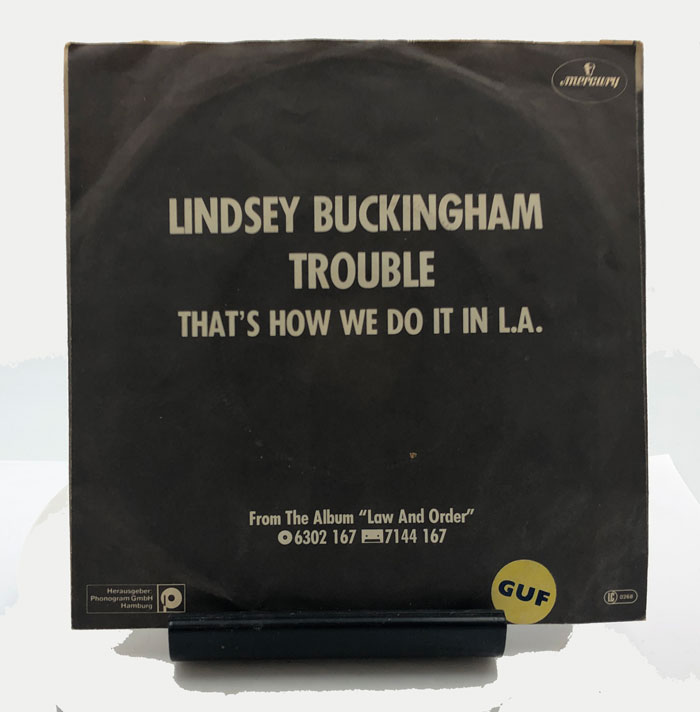 mercury
LINDSEY BUCKINGHAM
TROUBLE
THAT'S HOW WE DO IT IN L.A.
From The Album "Law And Order"
6302 167 7144 167
Herausgeber:
Phonogram GmbH
Hamburg
GUF
LC 0268